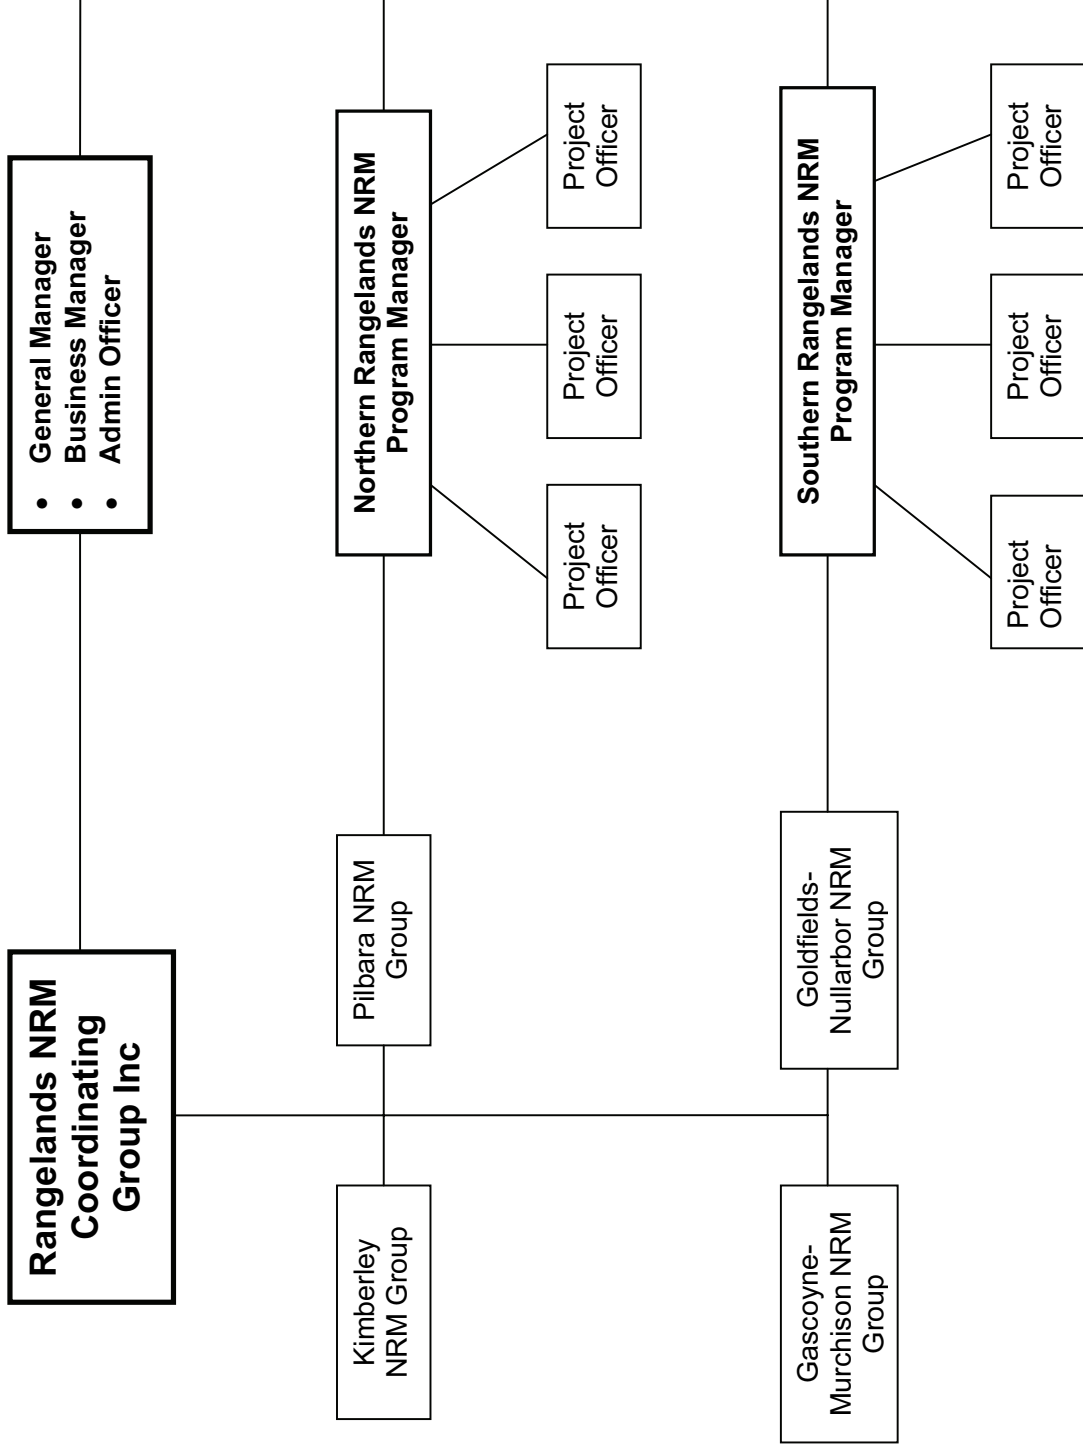 Rangelands NRM
Coordinating
Group Inc
• General Manager
• Business Manager
• Admin Officer
Kimberley
NRM Group
Pilbara NRM
Group
Northern Rangelands NRM
Program Manager
Project
Officer
Project
Officer
Project
Officer
Gascoyne-
Murchison NRM
Group
Goldfields-
Nullarbor NRM
Group
Southern Rangelands NRM
Program Manager
Project
Officer
Project
Officer
Project
Officer